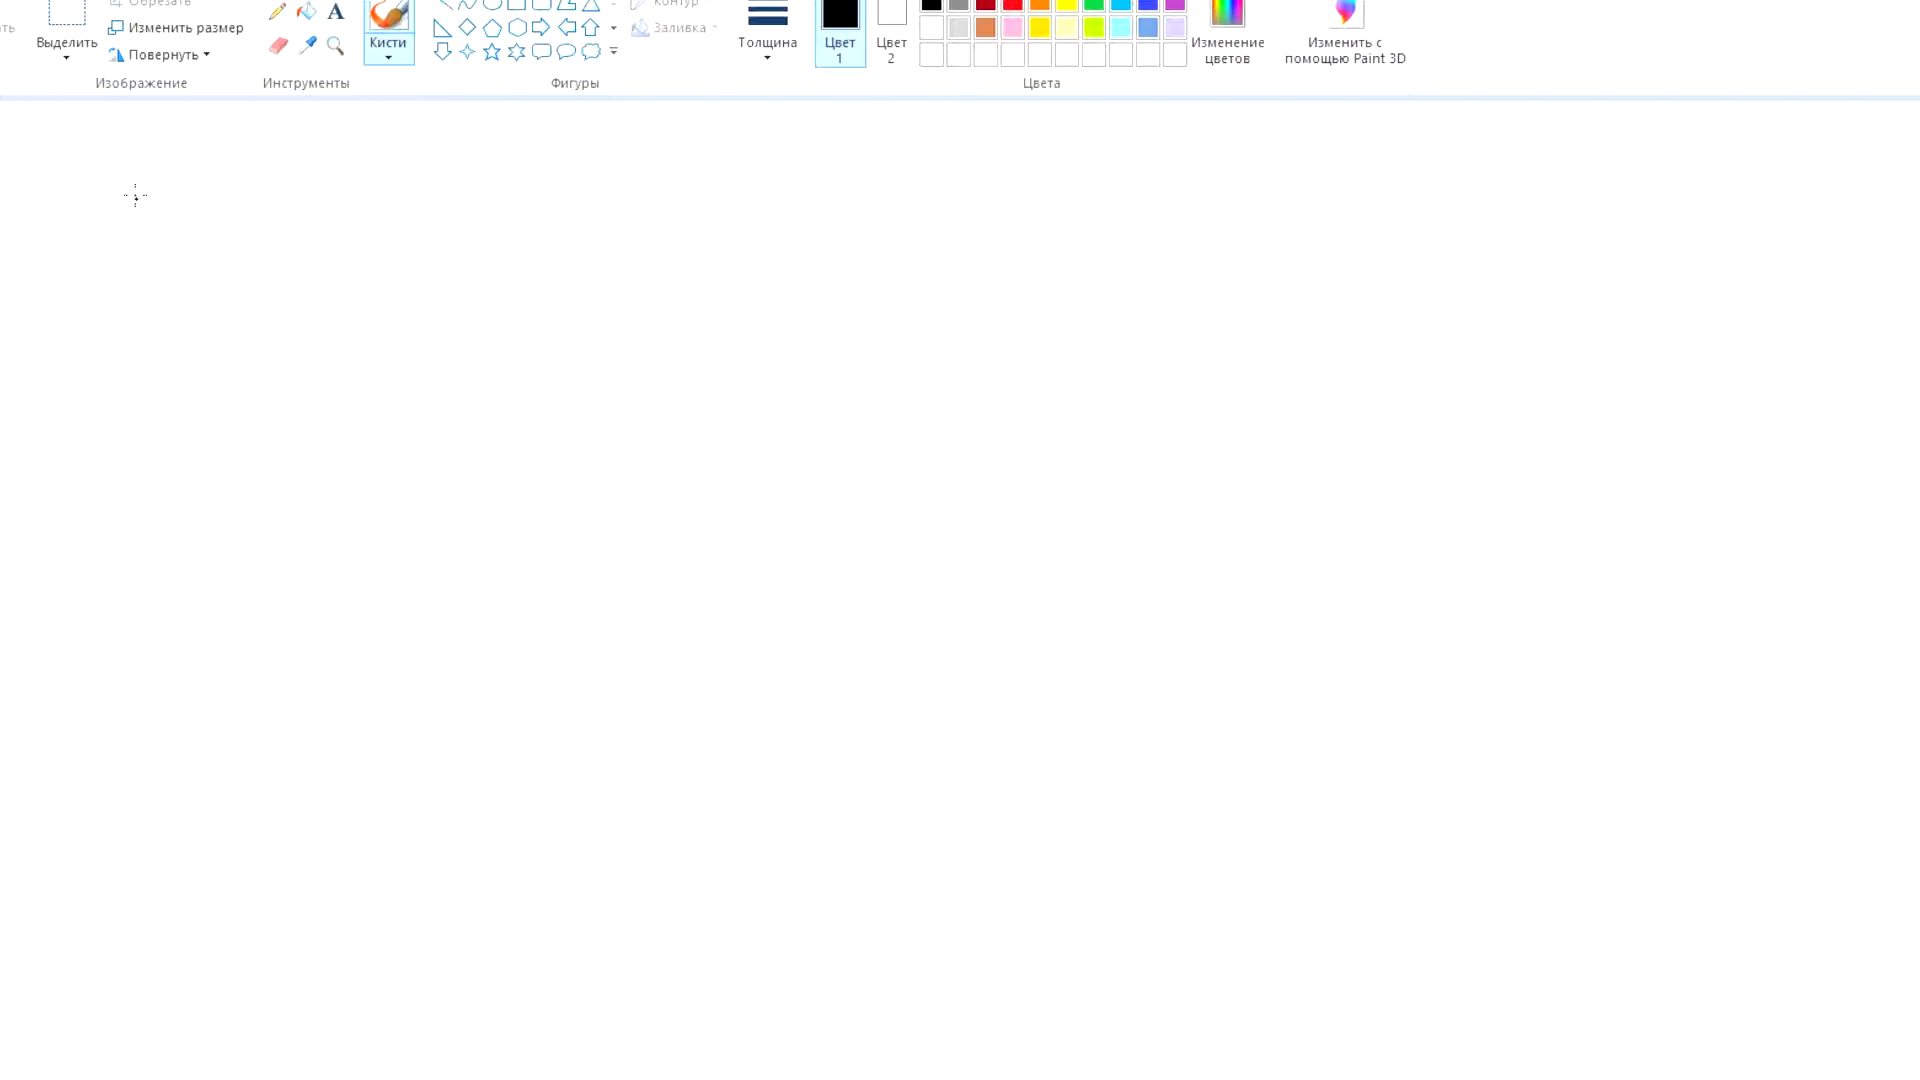 Обрезать
Контур
Изменить размер
Заливка
Выделить
Повернуть
Кисти
Толщина
Цвет 1
Цвет 2
Изменение цветов
Изменить с помощью Paint 3D
Изображение
Инструменты
Фигуры
Цвета